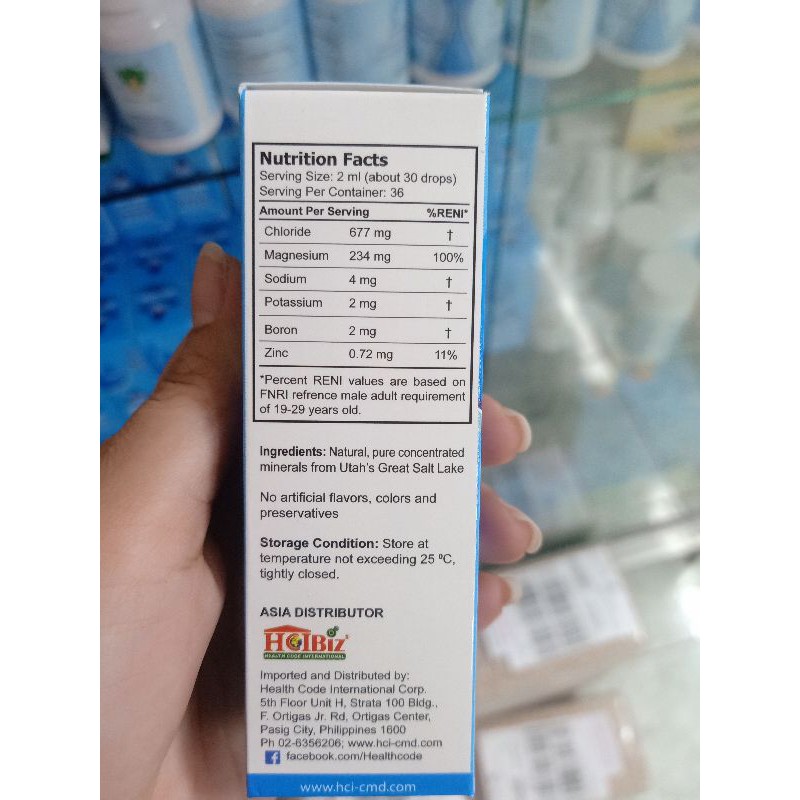 Nutrition Facts
Serving Size: 2 ml (about 30 drops)
Serving Per Container: 36
Amount Per Serving %RENI*
Chloride 677 mg †
Magnesium 234 mg 100%
Sodium 4 mg †
Potassium 2 mg †
Boron 2 mg †
Zinc 0.72 mg 11%
*Percent RENI values are based on
FNRI refrence male adult requirement
of 19-29 years old.
Ingredients: Natural, pure concentrated
minerals from Utah's Great Salt Lake
No artificial flavors, colors and
preservatives
Storage Condition: Store at
temperature not exceeding 25 ⁰C,
tightly closed.
ASIA DISTRIBUTOR
HCIBiz
HEALTH CODE INTERNATIONAL
Imported and Distributed by:
Health Code International Corp.
5th Floor Unit H, Strata 100 Bldg.,
F. Ortigas Jr. Rd, Ortigas Center,
Pasig City, Philippines 1600
Ph 02-6356206; www.hci-cmd.com
f facebook.com/Healthcode
www.hci-cmd.com